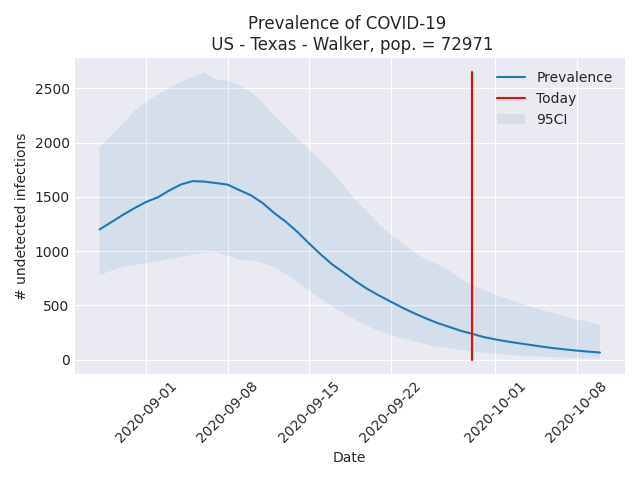 Prevalence of COVID-19
US - Texas - Walker, pop. = 72971
# undetected infections
2500
2000
1500
1000
500
0
Prevalence
Today
95CI
2020-09-01
2020-09-08
2020-09-15
2020-09-22
2020-10-01
2020-10-08
Date